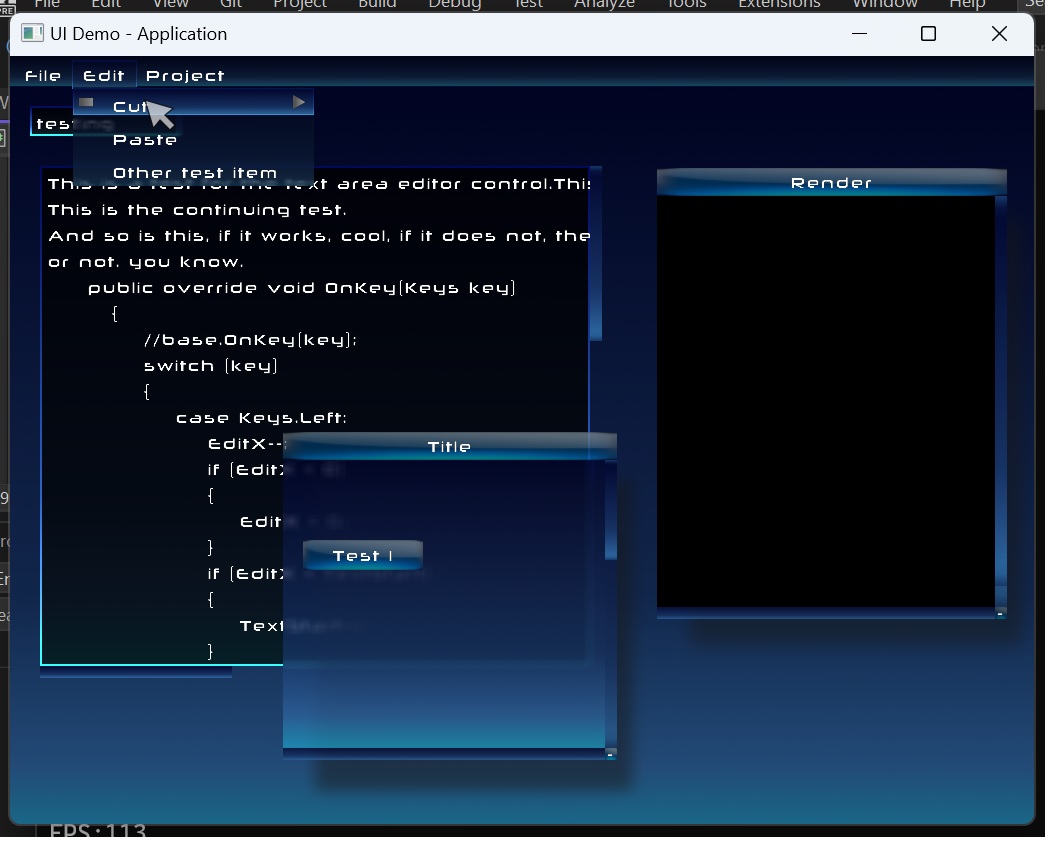 File Edit View Git Project Build Debug Test Analyze Tools Extensions Window Help
UI Demo - Application
File Edit Project
Cut
testing
Paste
Other test item
This is a test for the text area editor control.This
This is the continuing test.
And so is this, if it works, cool, if it does not, the
or not. you know.
public override void OnKey(Keys key)
{
//base.OnKey(key);
switch (key)
{
case Keys.Left:
EditX--;
if (EditX
{
Edit
}
if (EditX
{
Text
}
Render
Title
Test 1
FPS:113